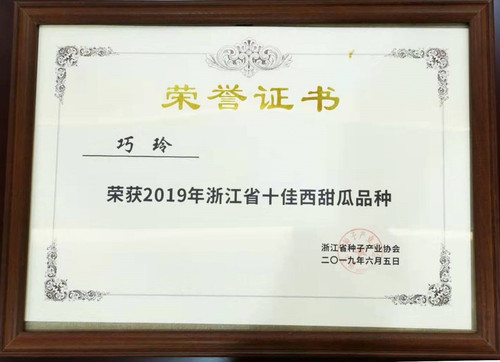 荣誉证书
巧玲
荣获2019年浙江省十佳西甜瓜品种
浙江省种子产业协会
二〇一九年六月五日